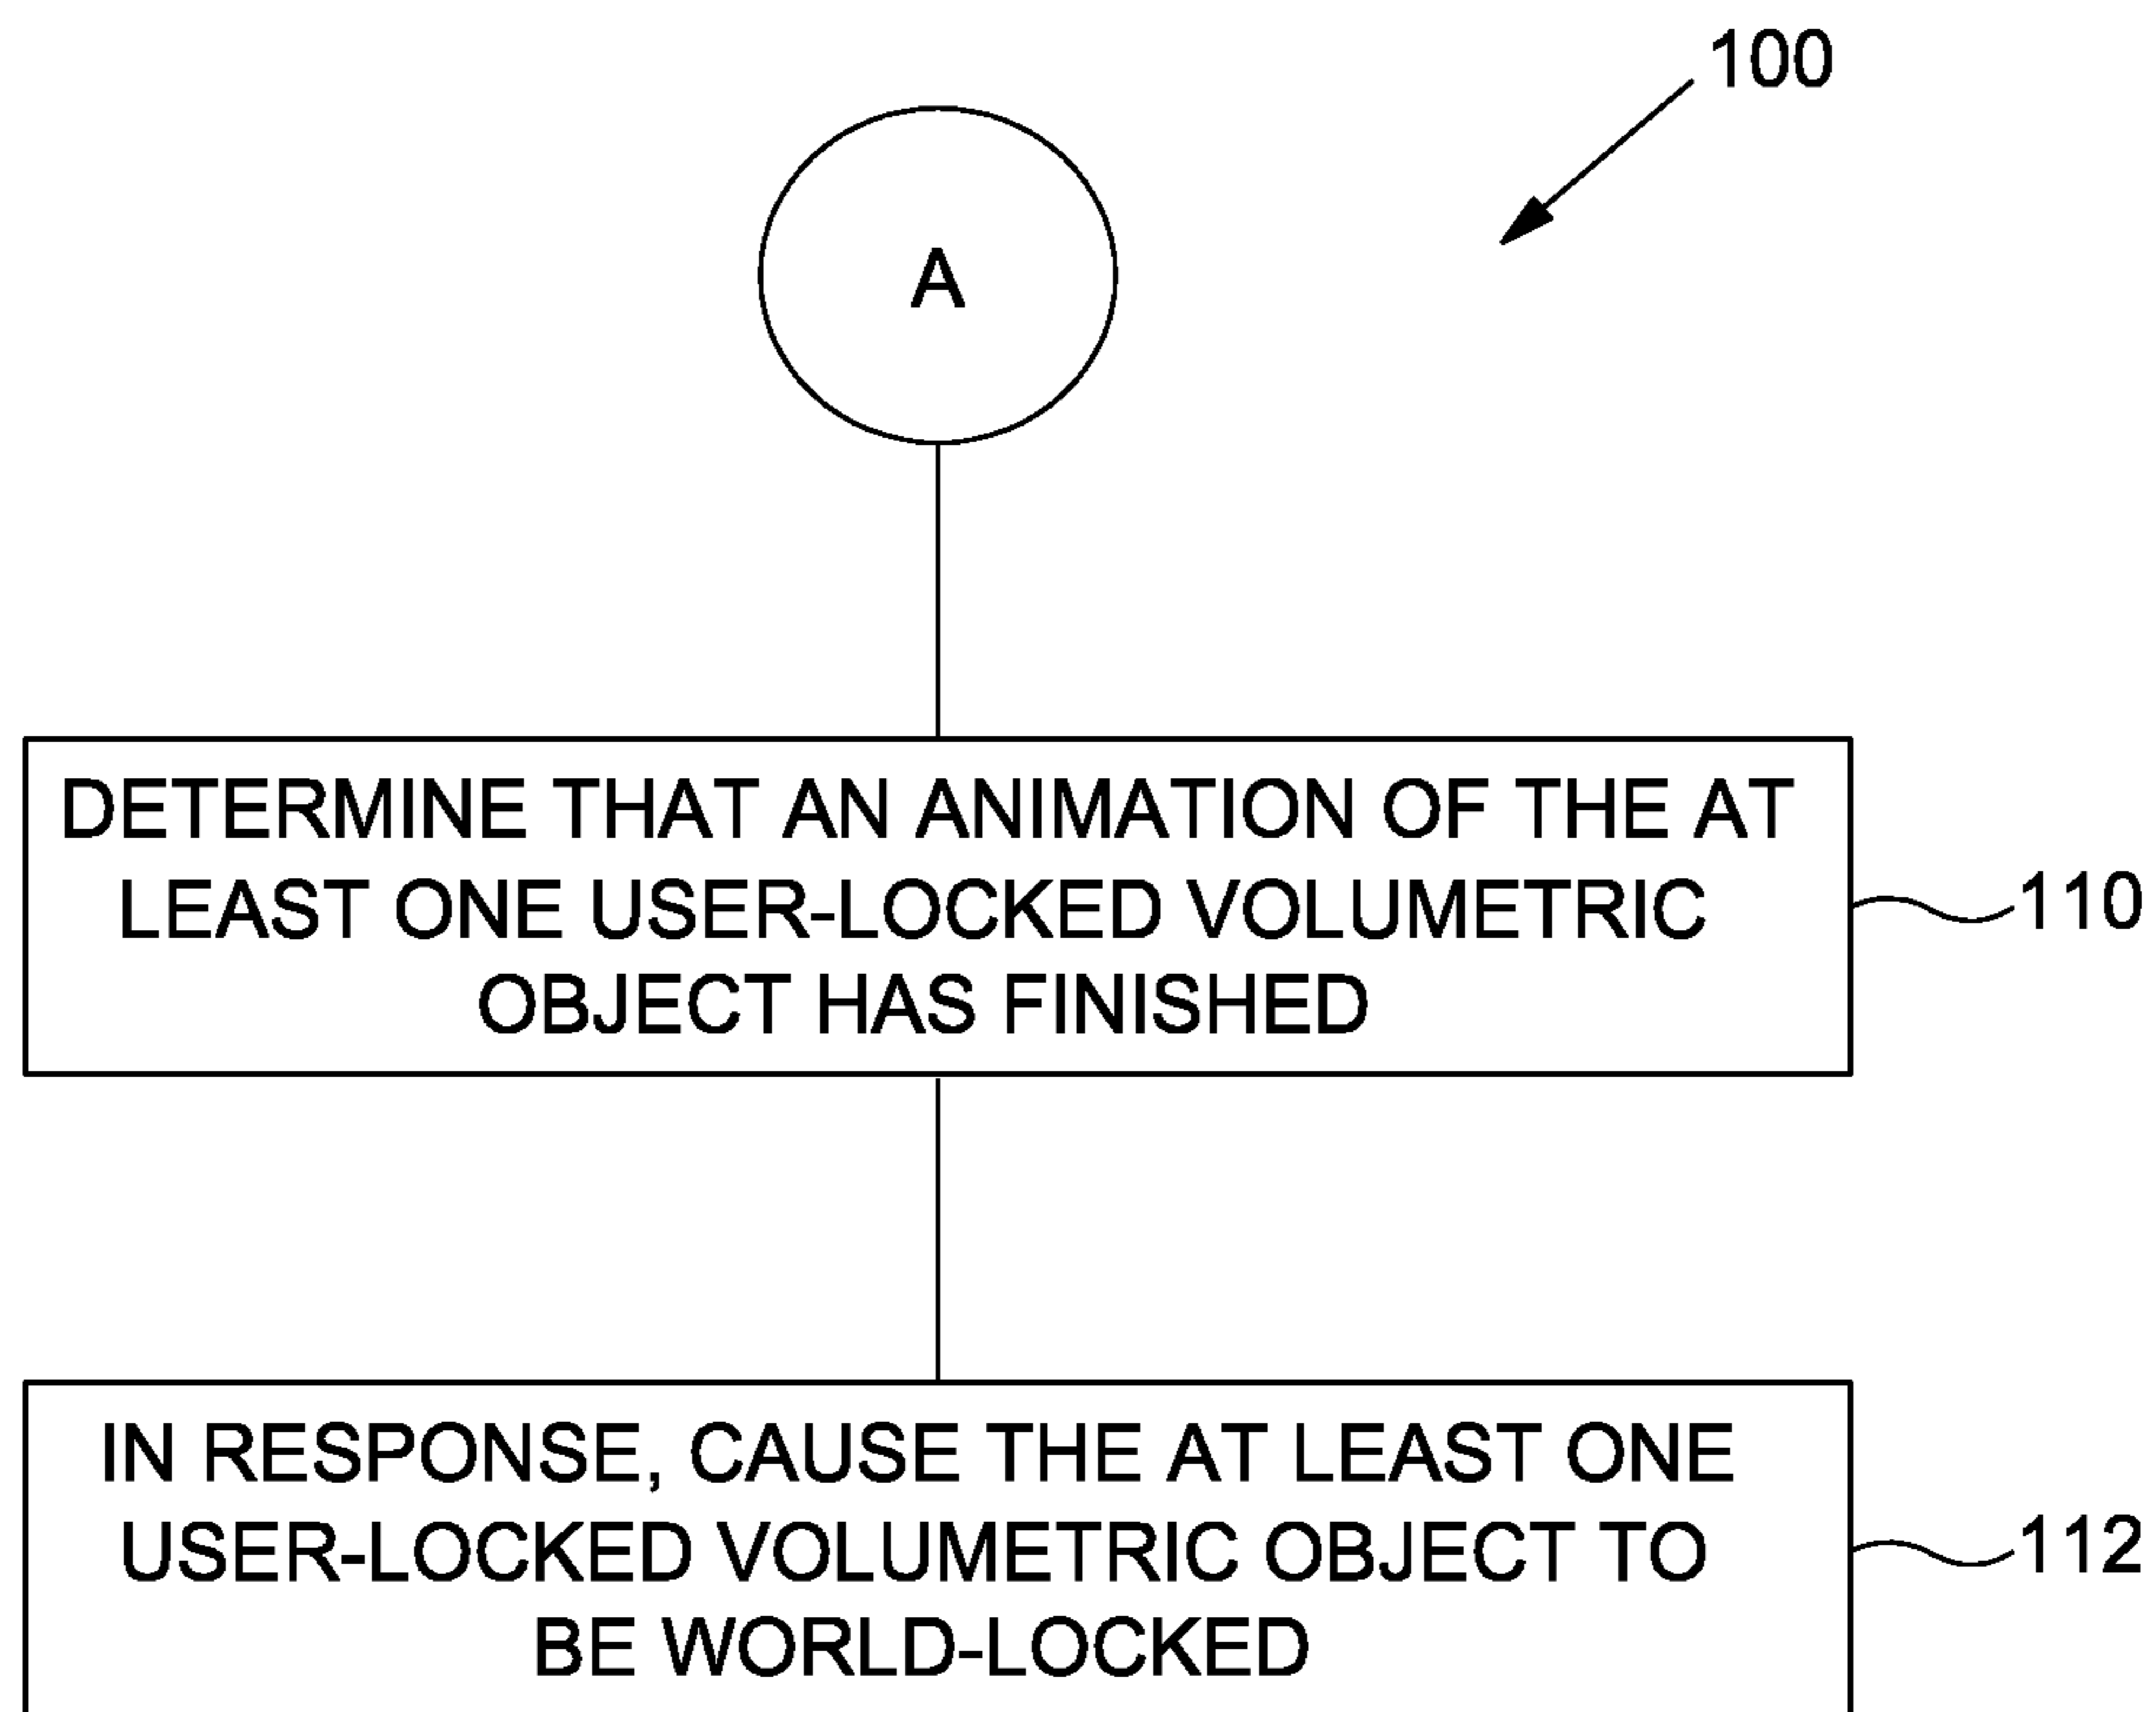 100
A
DETERMINE THAT AN ANIMATION OF THE AT
LEAST ONE USER-LOCKED VOLUMETRIC
OBJECT HAS FINISHED
110
IN RESPONSE, CAUSE THE AT LEAST ONE
USER-LOCKED VOLUMETRIC OBJECT TO
BE WORLD-LOCKED
112